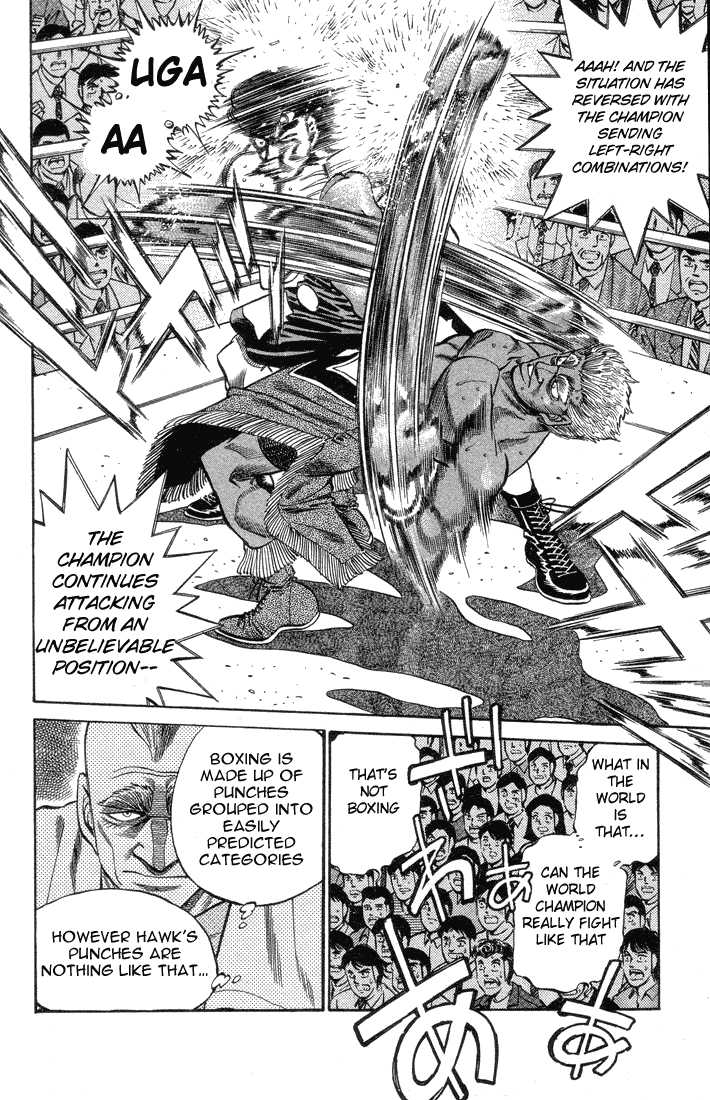 AAAH! AND THE
SITUATION HAS
REVERSED WITH
THE CHAMPION
SENDING
LEFT-RIGHT
COMBINATIONS!
UGA
AA
THE
CHAMPION
CONTINUES
ATTACKING
FROM AN
UNBELIEVABLE
POSITION--
WHAT IN
THE
WORLD
IS
THAT...
THAT'S
NOT
BOXING
CAN THE
WORLD
CHAMPION
REALLY FIGHT
LIKE THAT
BOXING IS
MADE UP OF
PUNCHES
GROUPED INTO
EASILY
PREDICTED
CATEGORIES
HOWEVER HAWK'S
PUNCHES ARE
NOTHING LIKE THAT...